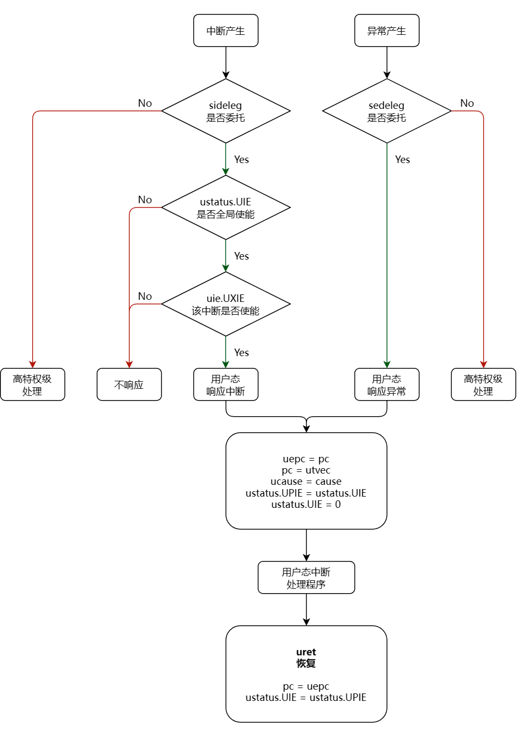 中断产生
异常产生
No
sideleg
是否委托
sedeleg
是否委托
No
Yes
Yes
No
ustatus.UIE
是否全局使能
Yes
No
uie.UXIE
该中断是否使能
Yes
高特权级
处理
不响应
用户态
响应中断
用户态
响应异常
高特权级
处理
uepc = pc
pc = utvec
ucause = cause
ustatus.UPIE = ustatus.UIE
ustatus.UIE = 0
用户态中断
处理程序
uret
恢复
pc = uepc
ustatus.UIE = ustatus.UPIE